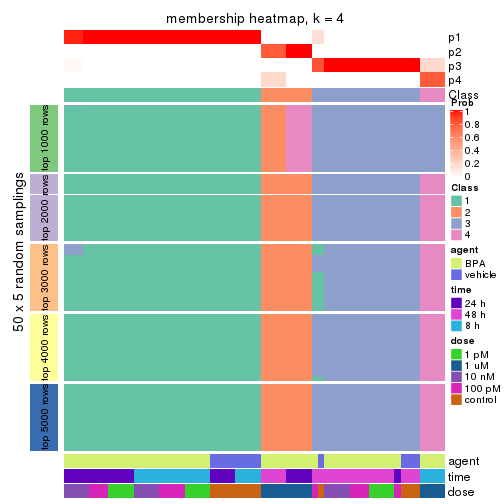 membership heatmap, k = 4
p1
p2
p3
p4
Class
50 x 5 random samplings
top 1000 rows
top 2000 rows
top 3000 rows
top 4000 rows
top 5000 rows
agent
time
dose
Prob
1
0.8
0.6
0.4
0.2
0
Class
1
2
3
4
agent
BPA
vehicle
time
24 h
48 h
8 h
dose
1 pM
1 uM
10 nM
100 pM
control